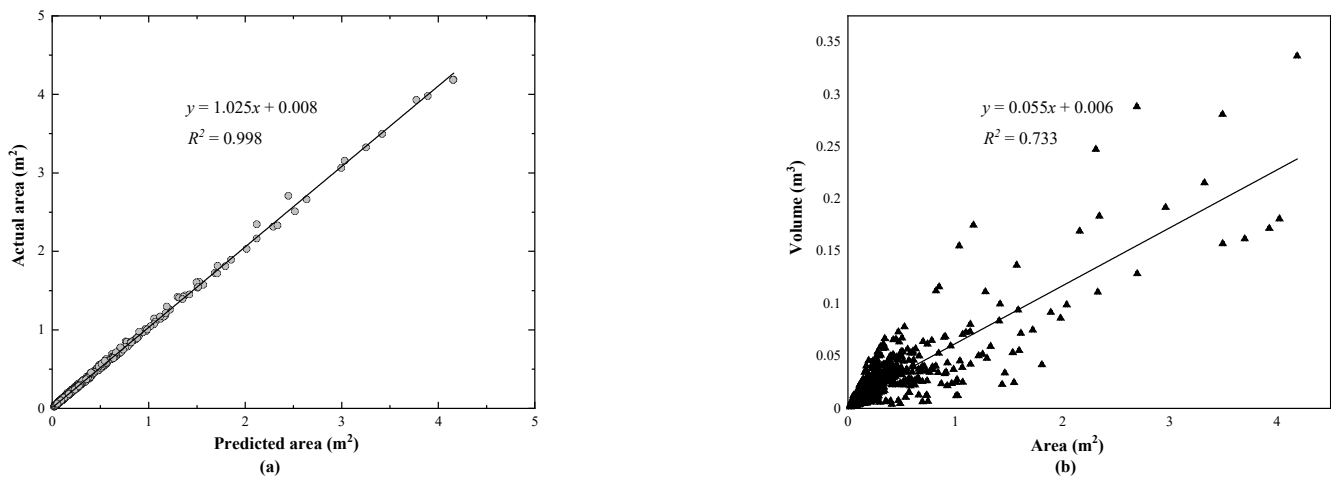 5
4
3
2
1
0
0
1
2
3
4
5
Actual area (m²)
y = 1.025x + 0.008
R² = 0.998
Predicted area (m²)
(a)
0.35
0.3
0.25
0.2
0.15
0.1
0.05
0
0
1
2
3
4
Volume (m³)
y = 0.055x + 0.006
R² = 0.733
Area (m²)
(b)